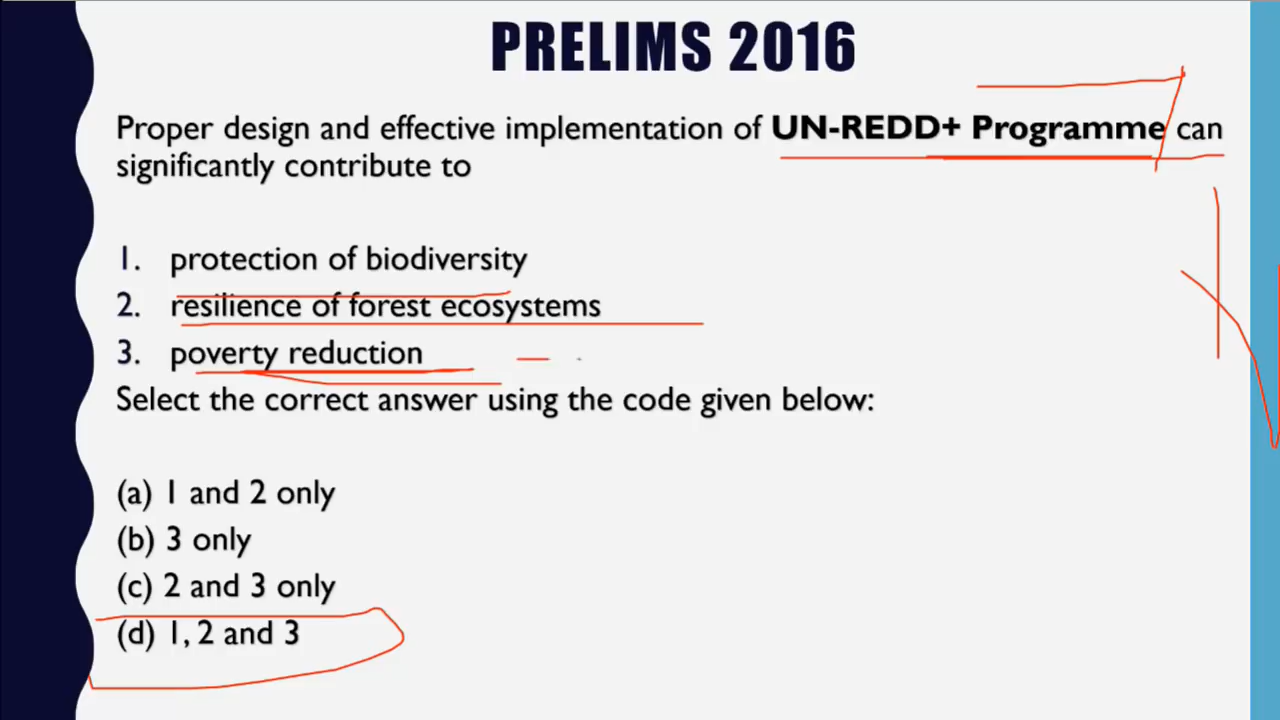 PRELIMS 2016
Proper design and effective implementation of UN-REDD+ Programme can
significantly contribute to
1. protection of biodiversity
2. resilience of forest ecosystems
3. poverty reduction
Select the correct answer using the code given below:
(a) 1 and 2 only
(b) 3 only
(c) 2 and 3 only
(d) 1, 2 and 3